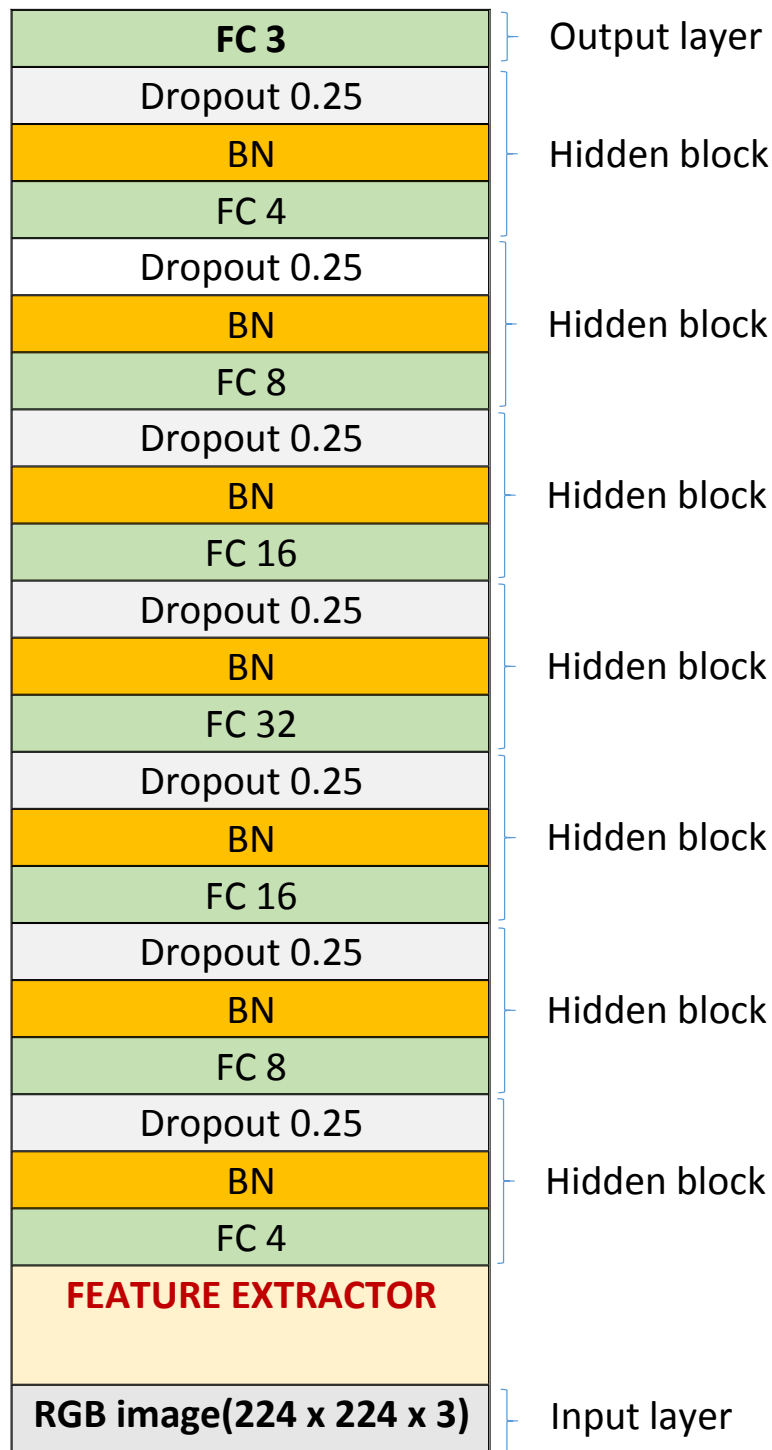 FC 3
Output layer
Dropout 0.25
BN
Hidden block
FC 4
Dropout 0.25
BN
Hidden block
FC 8
Dropout 0.25
BN
Hidden block
FC 16
Dropout 0.25
BN
Hidden block
FC 32
Dropout 0.25
BN
Hidden block
FC 16
Dropout 0.25
BN
Hidden block
FC 8
Dropout 0.25
BN
Hidden block
FC 4
FEATURE EXTRACTOR
RGB image(224 x 224 x 3)
Input layer